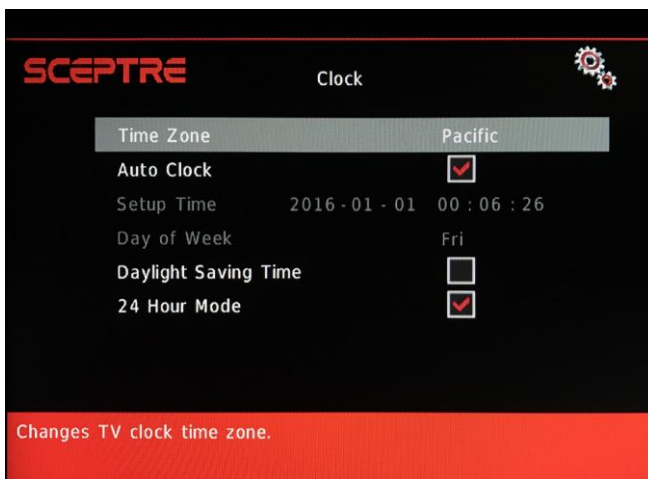 SCEPTRE
Clock
Time Zone Pacific
Auto Clock
Setup Time 2016-01-01 00:06:26
Day of Week Fri
Daylight Saving Time
24 Hour Mode
Changes TV clock time zone.